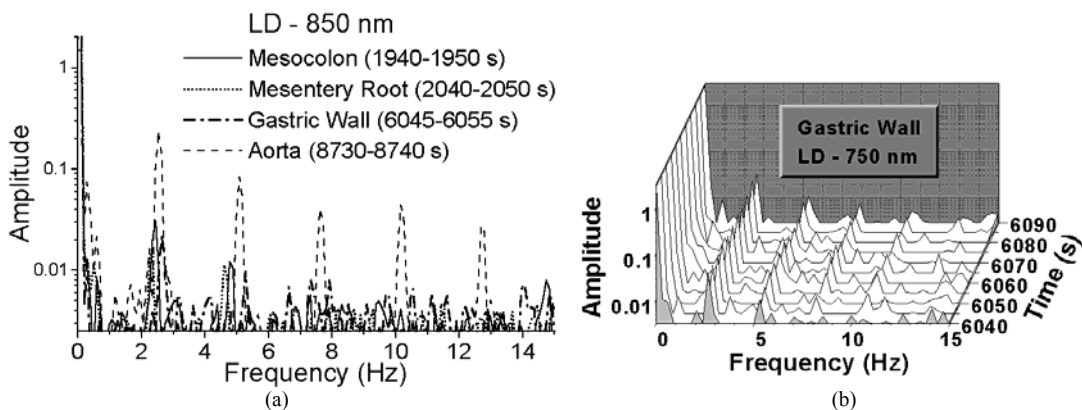 LD - 850 nm
Mesocolon (1940-1950 s)
Mesentery Root (2040-2050 s)
Gastric Wall (6045-6055 s)
Aorta (8730-8740 s)
Amplitude
1
0.1
0.01
0 2 4 6 8 10 12 14
Frequency (Hz)
(a)
Gastric Wall
LD - 750 nm
Amplitude
1
0.1
0.01
0 5 10 15
Frequency (Hz)
6090
6080
6070
6060
6050
6040
Time (s)
(b)